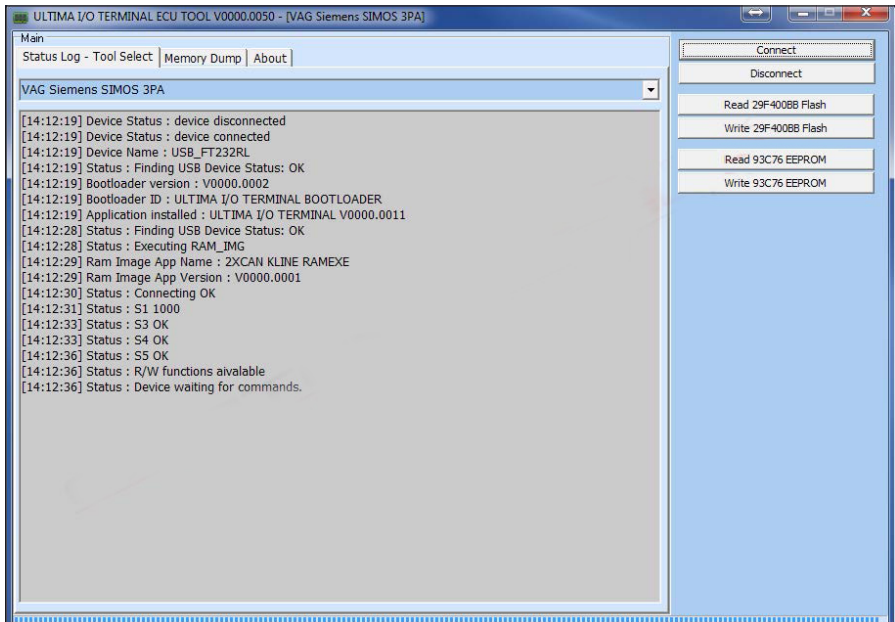 ULTIMA I/O TERMINAL ECU TOOL V0000.0050 - [VAG Siemens SIMOS 3PA]
Main
Status Log - Tool Select Memory Dump About
VAG Siemens SIMOS 3PA
[14:12:19] Device Status : device disconnected
[14:12:19] Device Status : device connected
[14:12:19] Device Name : USB_FT232RL
[14:12:19] Status : Finding USB Device Status: OK
[14:12:19] Bootloader version : V0000.0002
[14:12:19] Bootloader ID : ULTIMA I/O TERMINAL BOOTLOADER
[14:12:19] Application installed : ULTIMA I/O TERMINAL V0000.0011
[14:12:28] Status : Finding USB Device Status: OK
[14:12:28] Status : Executing RAM_IMG
[14:12:29] Ram Image App Name : 2XCAN KLINE RAMEXE
[14:12:29] Ram Image App Version : V0000.0001
[14:12:30] Status : Connecting OK
[14:12:31] Status : S1 1000
[14:12:33] Status : S3 OK
[14:12:33] Status : S4 OK
[14:12:36] Status : S5 OK
[14:12:36] Status : R/W functions aivalable
[14:12:36] Status : Device waiting for commands.
Connect
Disconnect
Read 29F400BB Flash
Write 29F400BB Flash
Read 93C76 EEPROM
Write 93C76 EEPROM